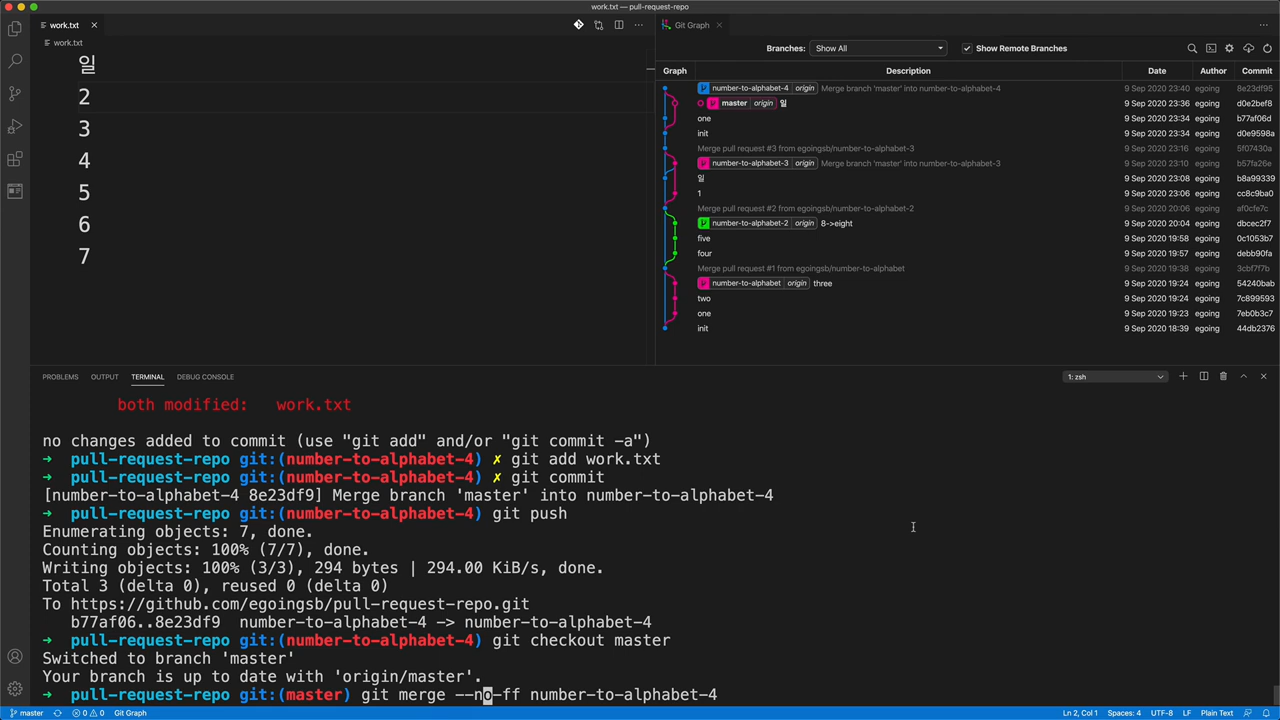 work.txt — pull-request-repo
work.txt
work.txt
일
2
3
4
5
6
7
Git Graph
Branches: Show All Show Remote Branches
Graph Description Date Author Commit
number-to-alphabet-4 origin Merge branch 'master' into number-to-alphabet-4 9 Sep 2020 23:40 egoing 8e23df95
master origin 일 9 Sep 2020 23:36 egoing d0e2bef8
one 9 Sep 2020 23:34 egoing b77af06d
init 9 Sep 2020 23:34 egoing d0e9598a
Merge pull request #3 from egoingsb/number-to-alphabet-3 9 Sep 2020 23:16 egoing 5f07430a
number-to-alphabet-3 origin Merge branch 'master' into number-to-alphabet-3 9 Sep 2020 23:10 egoing b57fa26e
일 9 Sep 2020 23:08 egoing b8a99339
1 9 Sep 2020 23:06 egoing cc8c9ba0
Merge pull request #2 from egoingsb/number-to-alphabet-2 9 Sep 2020 20:06 egoing af0cfe7c
number-to-alphabet-2 origin 8->eight 9 Sep 2020 20:04 egoing dbcec2f7
five 9 Sep 2020 19:58 egoing 0c1053b7
four 9 Sep 2020 19:57 egoing debb90fa
Merge pull request #1 from egoingsb/number-to-alphabet 9 Sep 2020 19:38 egoing 3cbf7f7b
number-to-alphabet origin three 9 Sep 2020 19:24 egoing 54240bab
two 9 Sep 2020 19:24 egoing 7c899593
one 9 Sep 2020 19:23 egoing 7eb0b3c7
init 9 Sep 2020 18:39 egoing 44db2376
PROBLEMS OUTPUT TERMINAL DEBUG CONSOLE 1: zsh
both modified: work.txt
no changes added to commit (use "git add" and/or "git commit -a")
➜ pull-request-repo git:(number-to-alphabet-4) ✗ git add work.txt
➜ pull-request-repo git:(number-to-alphabet-4) ✗ git commit
[number-to-alphabet-4 8e23df9] Merge branch 'master' into number-to-alphabet-4
➜ pull-request-repo git:(number-to-alphabet-4) git push
Enumerating objects: 7, done.
Counting objects: 100% (7/7), done.
Writing objects: 100% (3/3), 294 bytes | 294.00 KiB/s, done.
Total 3 (delta 0), reused 0 (delta 0)
To https://github.com/egoingsb/pull-request-repo.git
b77af06..8e23df9 number-to-alphabet-4 -> number-to-alphabet-4
➜ pull-request-repo git:(number-to-alphabet-4) git checkout master
Switched to branch 'master'
Your branch is up to date with 'origin/master'.
➜ pull-request-repo git:(master) git merge --no-ff number-to-alphabet-4
master 0 0 Git Graph Ln 2, Col 1 Spaces: 4 UTF-8 LF Plain Text